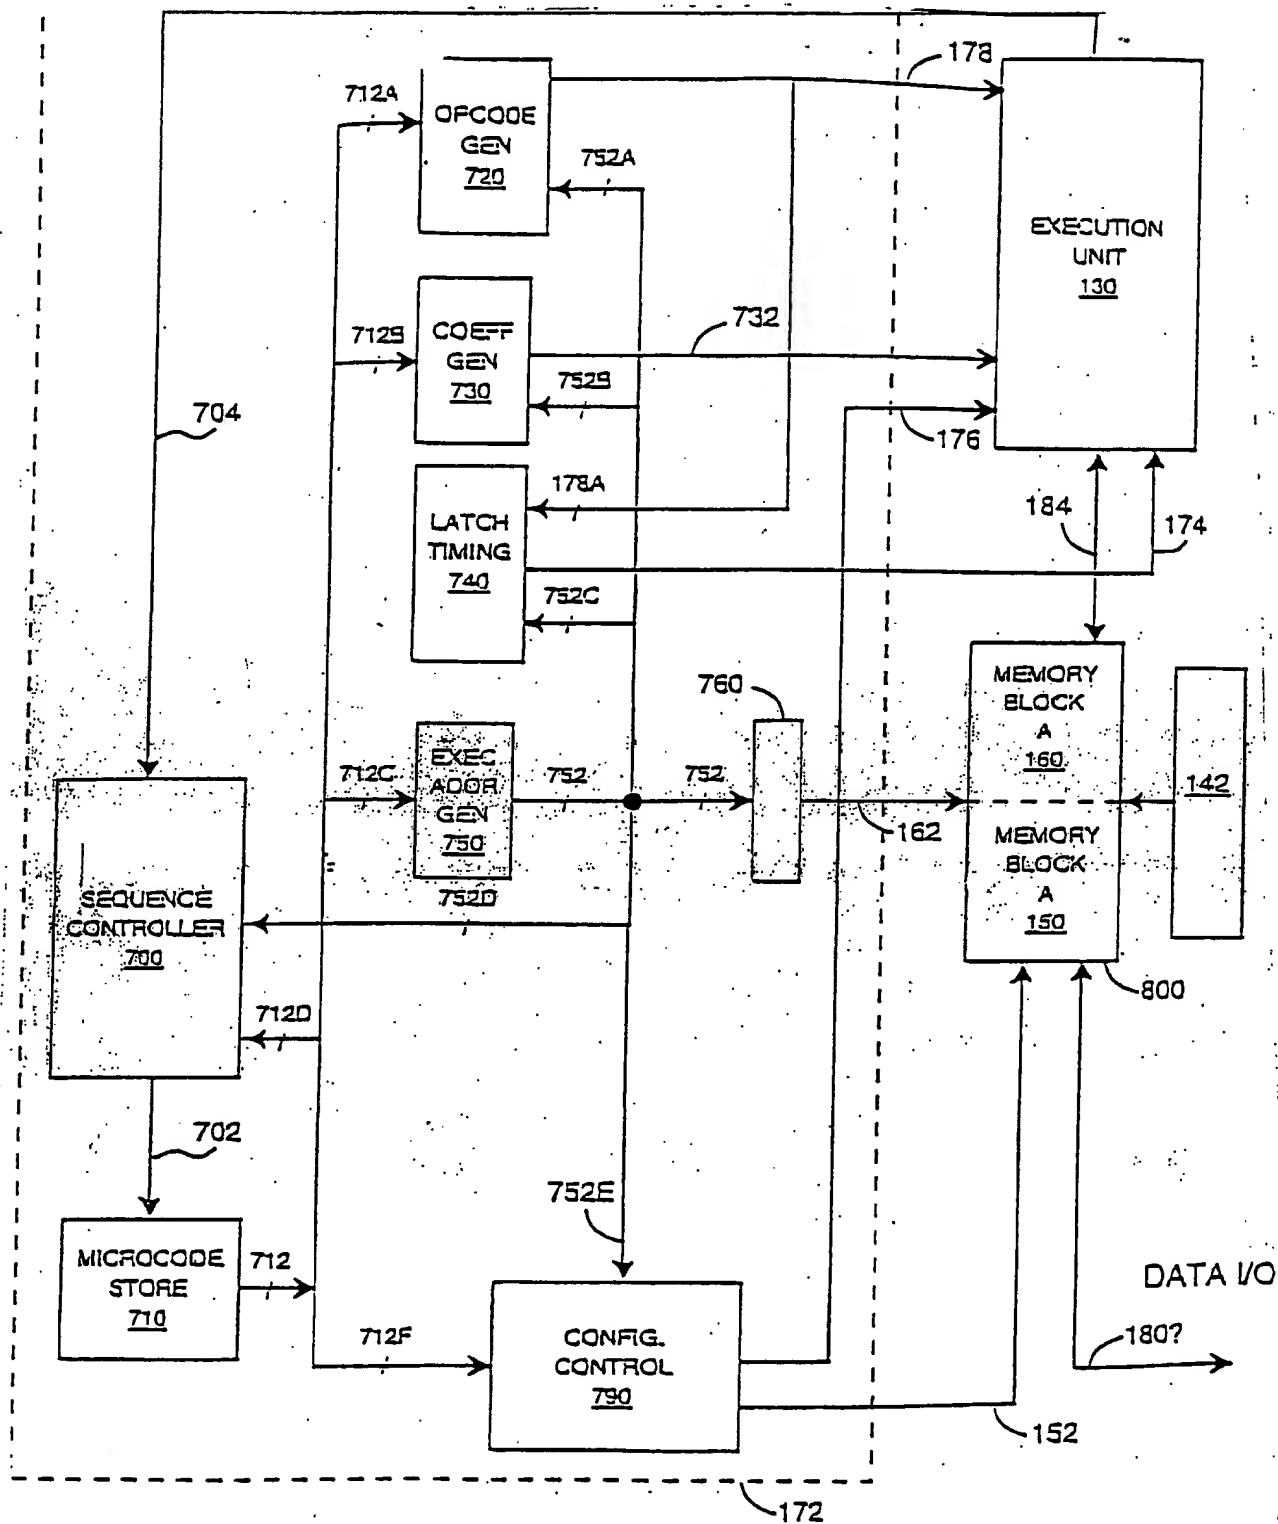 178
712A
OPCODE
GEN
720
752A
EXECUTION
UNIT
130
732
712B
COEFF
GEN
730
752B
704
176
178A
LATCH
TIMING
740
184
174
752C
760
MEMORY
BLOCK
A
160
712C
EXEC
ADDR
GEN
750
752
752
162
142
MEMORY
BLOCK
A
150
SEQUENCE
CONTROLLER
700
752D
800
712D
702
752E
MICROCODE
STORE
710
712
DATA I/O
712F
CONFIG.
CONTROL
790
180?
152
172